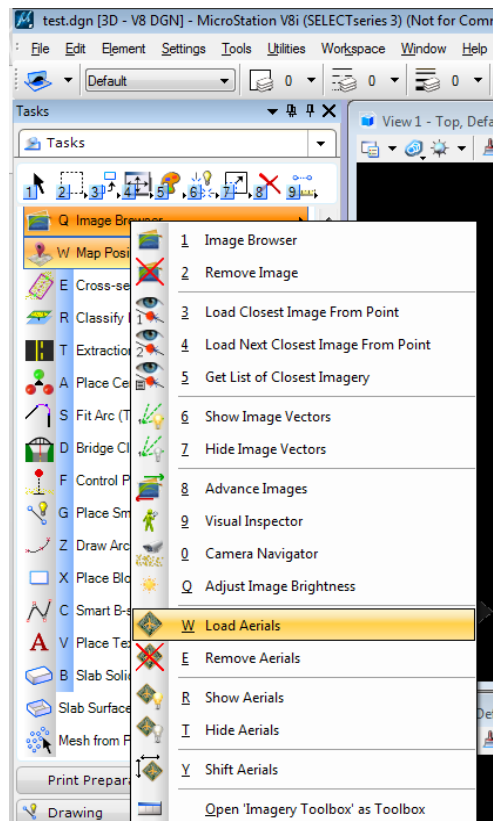 test.dgn [3D - V8 DGN] - MicroStation V8i (SELECTseries 3) (Not for Comm
File Edit Element Settings Tools Utilities Workspace Window Help
Default 0 0 0
Tasks
View 1 - Top, Defa
Tasks
1 2 3 4 5 6 7 8 9
Q Image Browser
W Map Posi
E Cross-se
R Classify
T Extraction
A Place Ce
S Fit Arc (T
D Bridge Cl
F Control P
G Place Sm
Z Draw Arc
X Place Blo
C Smart B-s
V Place Te
B Slab Soli
Slab Surface
Mesh from P
Print Prepar
Drawing
1 Image Browser
2 Remove Image
3 Load Closest Image From Point
4 Load Next Closest Image From Point
5 Get List of Closest Imagery
6 Show Image Vectors
7 Hide Image Vectors
8 Advance Images
9 Visual Inspector
0 Camera Navigator
Q Adjust Image Brightness
W Load Aerials
E Remove Aerials
R Show Aerials
T Hide Aerials
Y Shift Aerials
Open 'Imagery Toolbox' as Toolbox